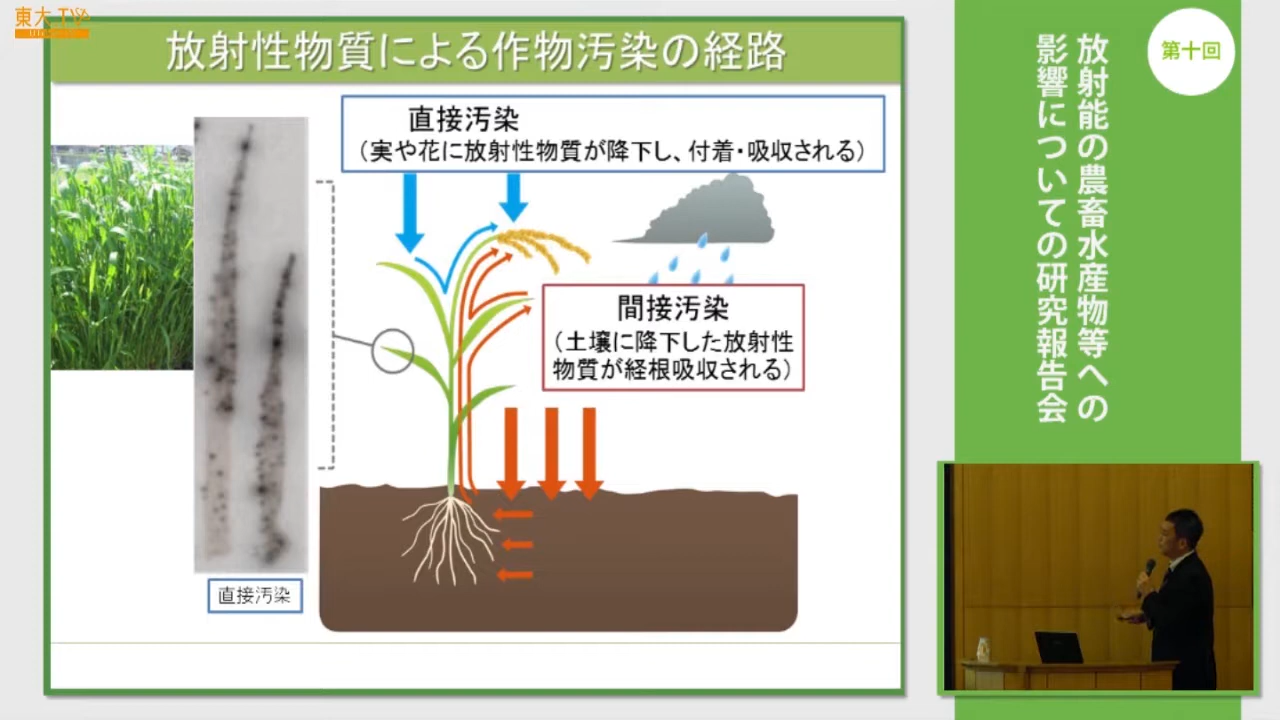 東大TV
放射性物質による作物汚染の経路
直接汚染
（実や花に放射性物質が降下し、付着・吸収される）
間接汚染
（土壌に降下した放射性
物質が経根吸収される）
直接汚染
第十回
放射能の農畜水産物等への
影響についての研究報告会